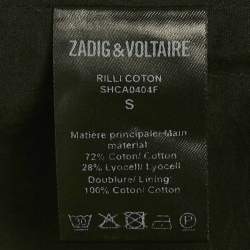 ZADIG & VOLTAIRE
RILLI COTON
SHCA0404F
S
Matière principale/Main
material:
72% Coton/ Cotton
28% Lyocell/ Lyocell
Doublure/ Lining:
100% Coton/ Cotton